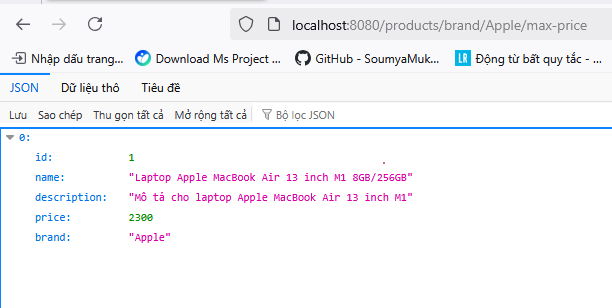 localhost:8080/products/brand/Apple/max-price
Nhập dấu trang... Download Ms Project ... GitHub - SoumyaMuk... LR Động từ bất quy tắc - ...
JSON Dữ liệu thô Tiêu đề
Lưu Sao chép Thu gọn tất cả Mở rộng tất cả Bộ lọc JSON
0:
id: 1
name: "Laptop Apple MacBook Air 13 inch M1 8GB/256GB"
description: "Mô tả cho laptop Apple MacBook Air 13 inch M1"
price: 2300
brand: "Apple"